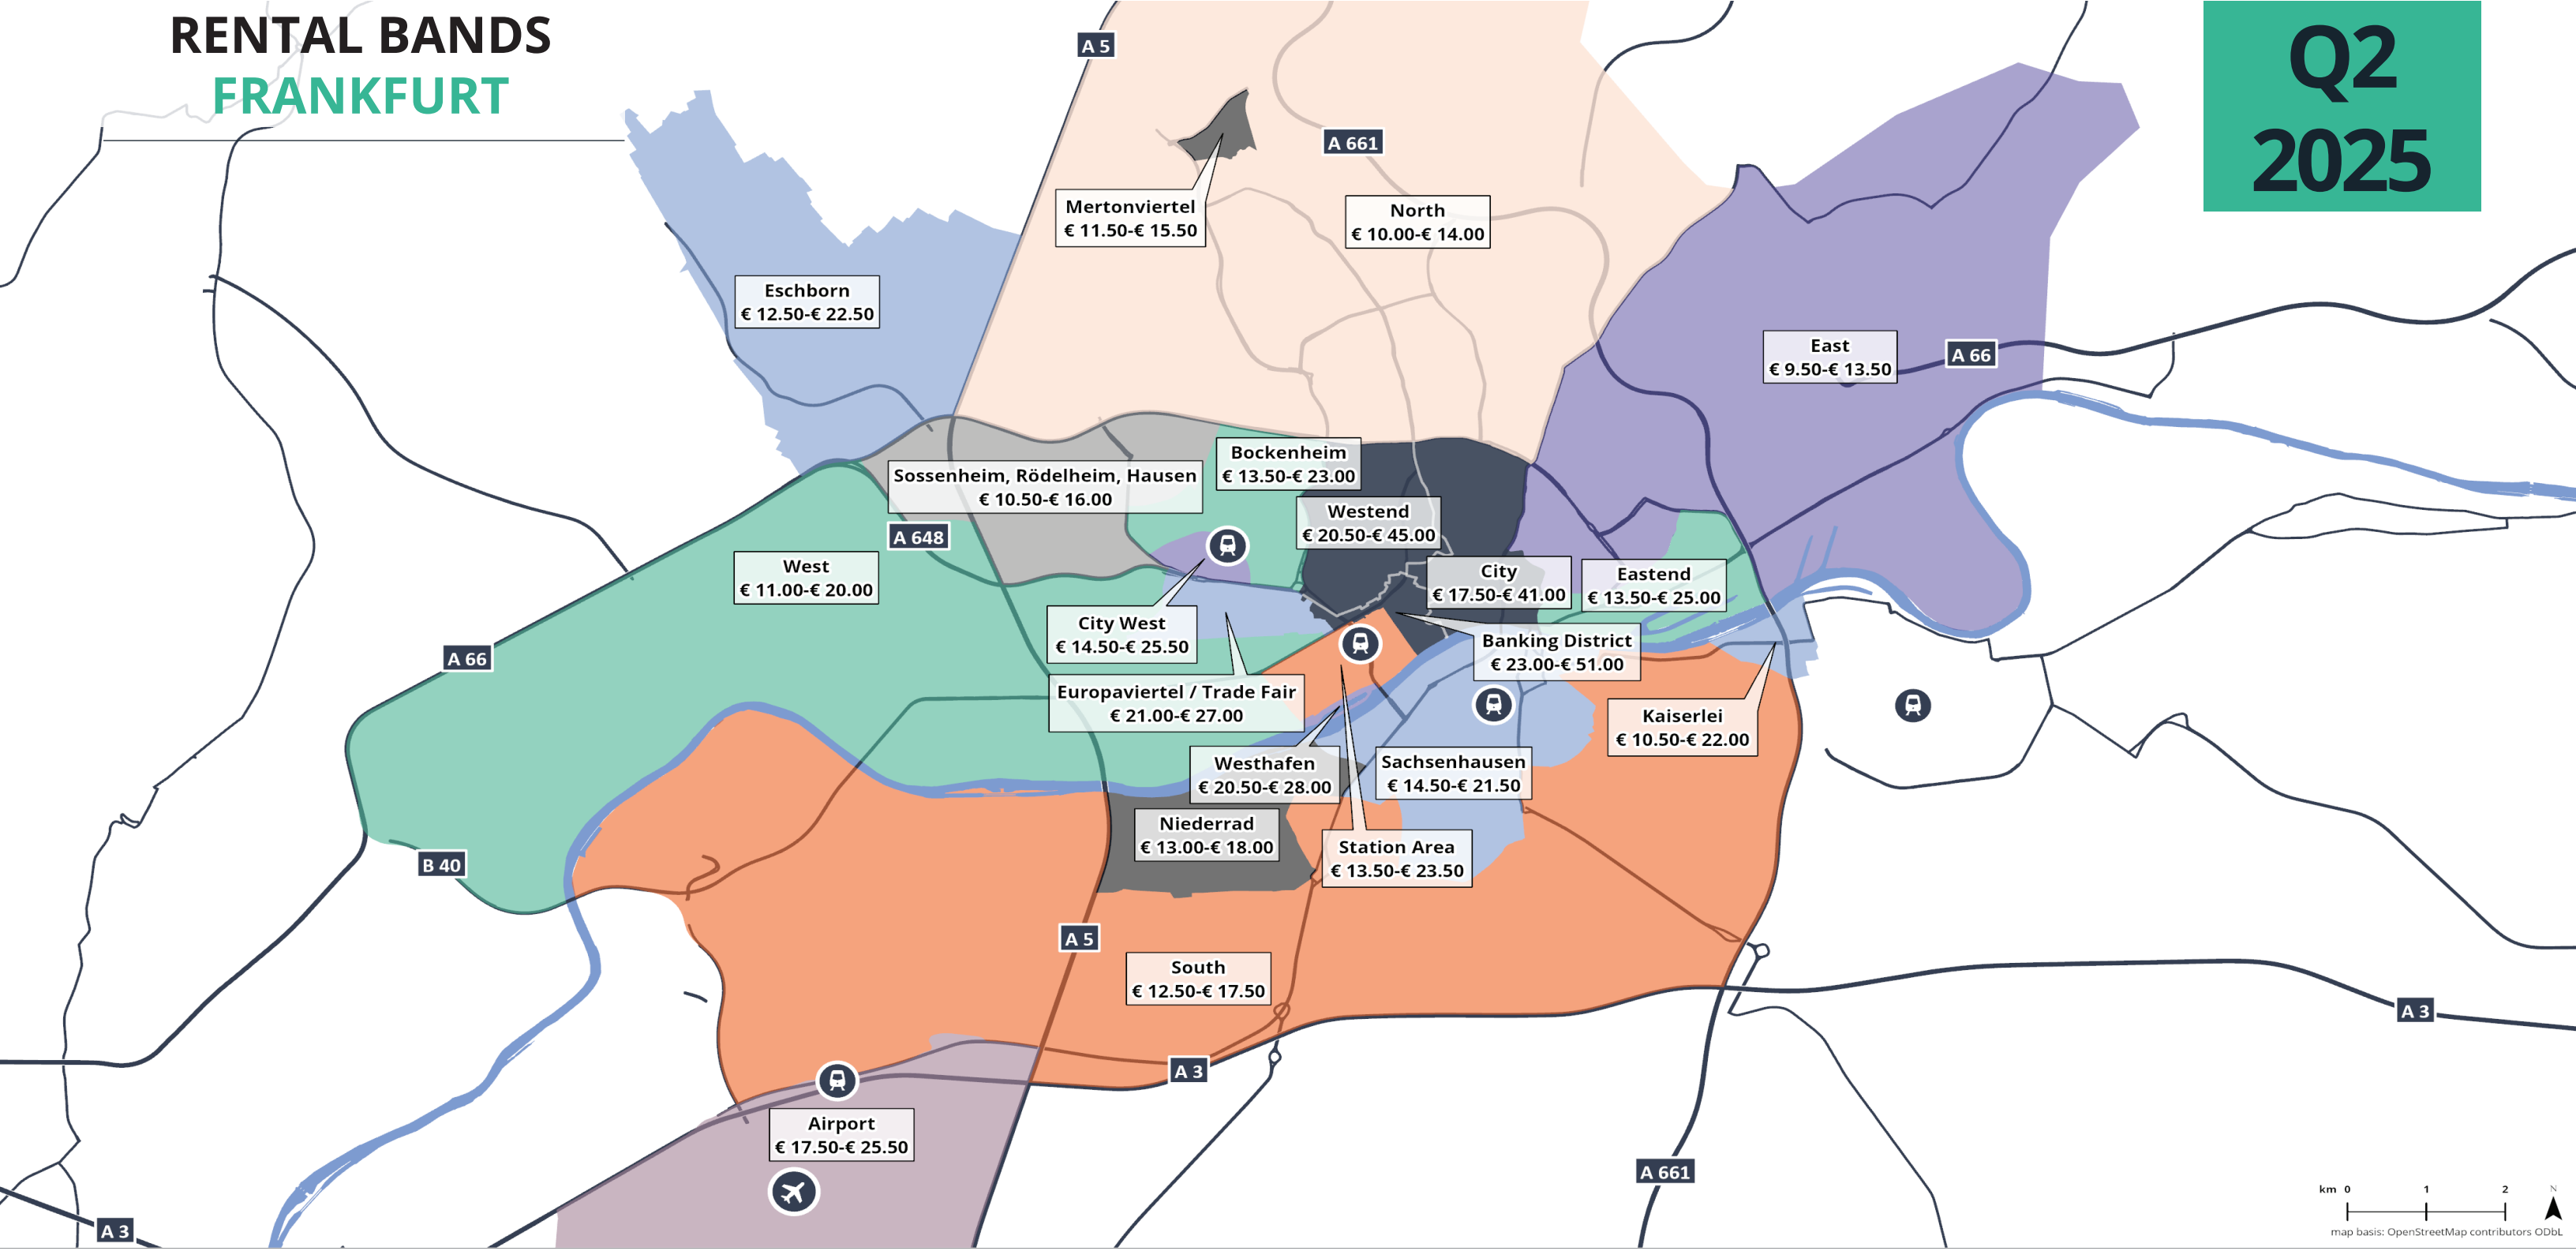 RENTAL BANDS
FRANKFURT
Q2
2025
A 5
A 661
Mertonviertel
€ 11.50-€ 15.50
North
€ 10.00-€ 14.00
Eschborn
€ 12.50-€ 22.50
East
€ 9.50-€ 13.50
A 66
Bockenheim
€ 13.50-€ 23.00
Sossenheim, Rödelheim, Hausen
€ 10.50-€ 16.00
Westend
€ 20.50-€ 45.00
A 648
West
€ 11.00-€ 20.00
City
€ 17.50-€ 41.00
Eastend
€ 13.50-€ 25.00
City West
€ 14.50-€ 25.50
Banking District
€ 23.00-€ 51.00
A 66
Europaviertel / Trade Fair
€ 21.00-€ 27.00
Kaiserlei
€ 10.50-€ 22.00
Westhafen
€ 20.50-€ 28.00
Sachsenhausen
€ 14.50-€ 21.50
Niederrad
€ 13.00-€ 18.00
Station Area
€ 13.50-€ 23.50
B 40
A 5
South
€ 12.50-€ 17.50
A 3
A 3
Airport
€ 17.50-€ 25.50
A 661
A 3
km 0 1 2 N
map basis: OpenStreetMap contributors ODbL